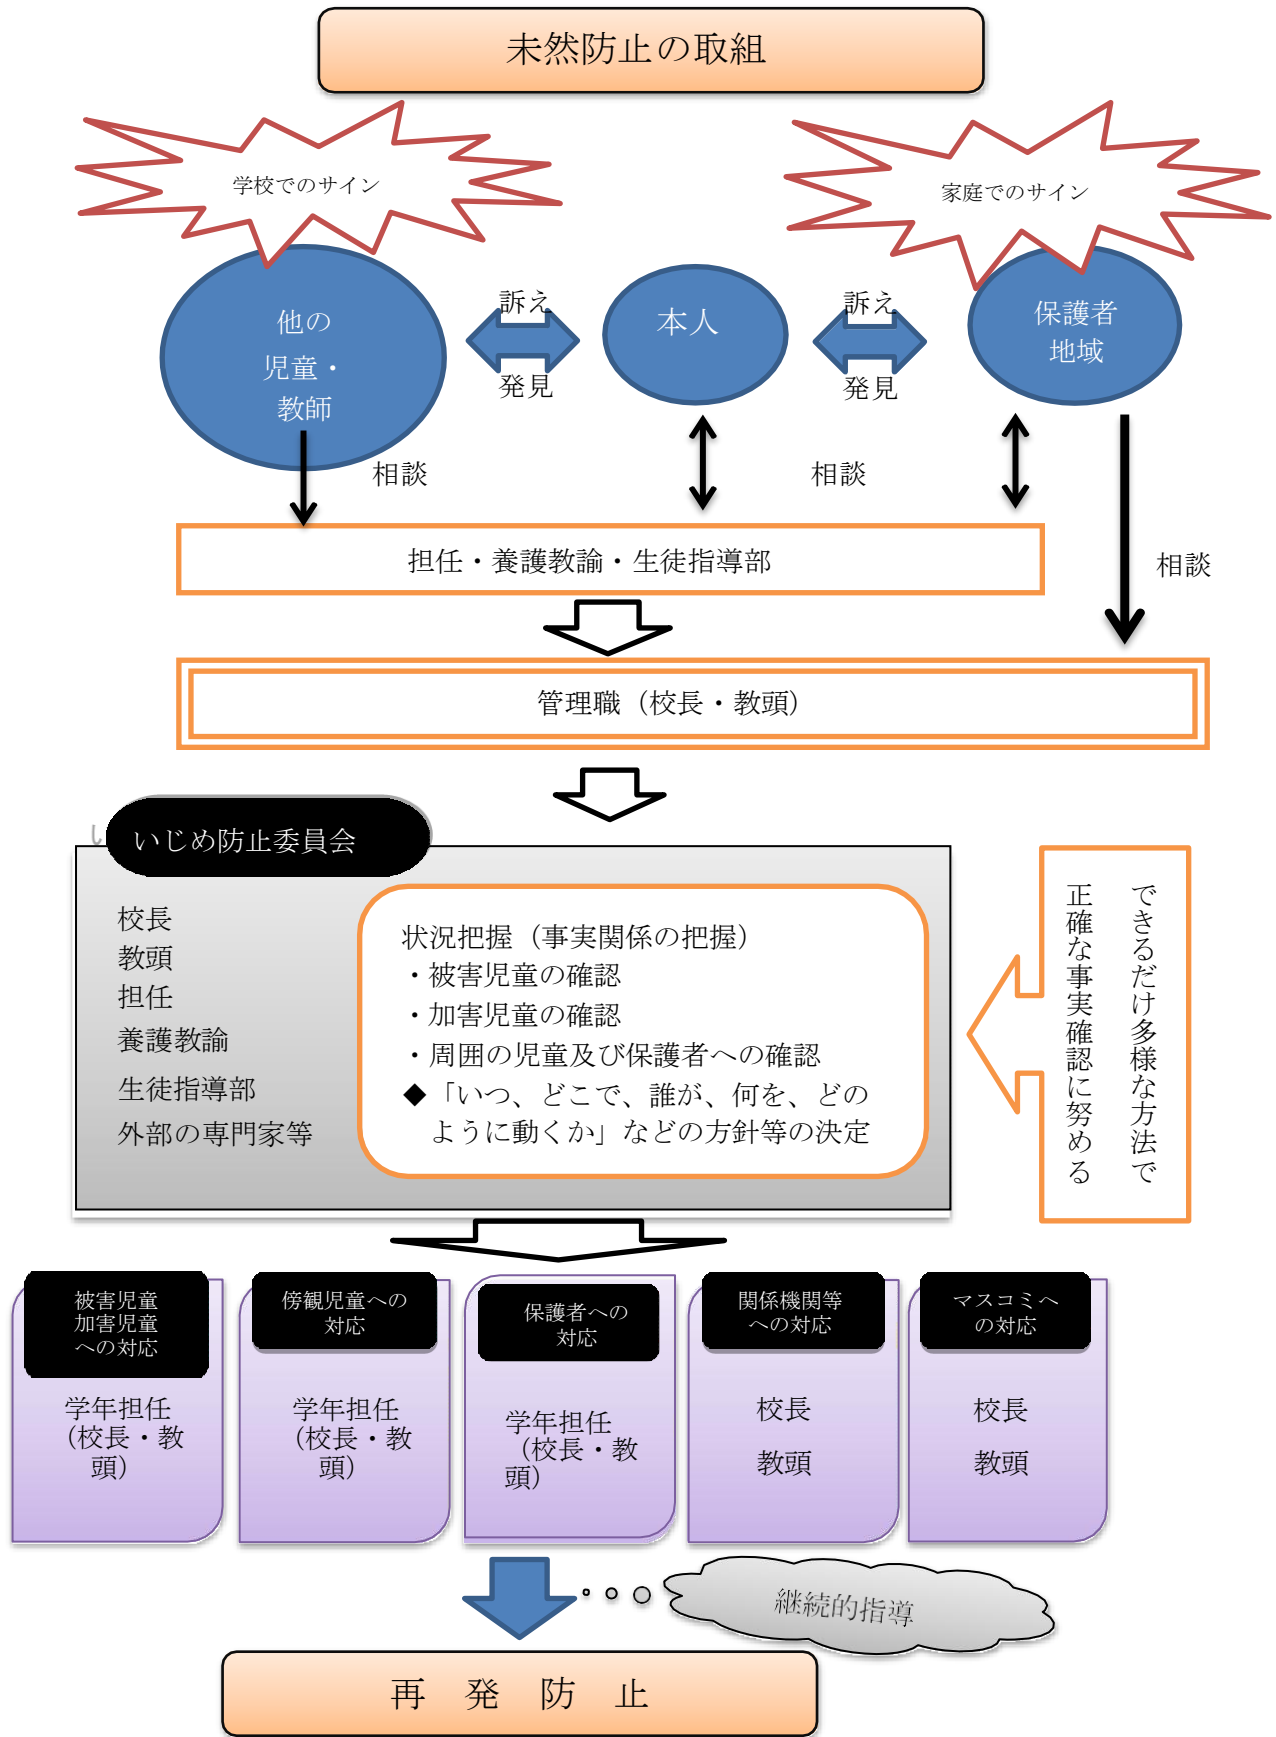 未然防止の取組
学校でのサイン
家庭でのサイン
他の
児童・
教師
訴え
発見
本人
訴え
発見
保護者
地域
相談
相談
相談
担任・養護教諭・生徒指導部
管理職（校長・教頭）
いじめ防止委員会
校長
教頭
担任
養護教諭
生徒指導部
外部の専門家等
状況把握（事実関係の把握）
・被害児童の確認
・加害児童の確認
・周囲の児童及び保護者への確認
◆「いつ、どこで、誰が、何を、どの
ように動くか」などの方針等の決定
できるだけ多様な方法で
正確な事実確認に努める
被害児童
加害児童
への対応
学年担任
（校長・教
頭）
傍観児童への
対応
学年担任
（校長・教
頭）
保護者への
対応
学年担任
（校長・教
頭）
関係機関等
への対応
校長
教頭
マスコミへ
の対応
校長
教頭
継続的指導
再　発　防　止